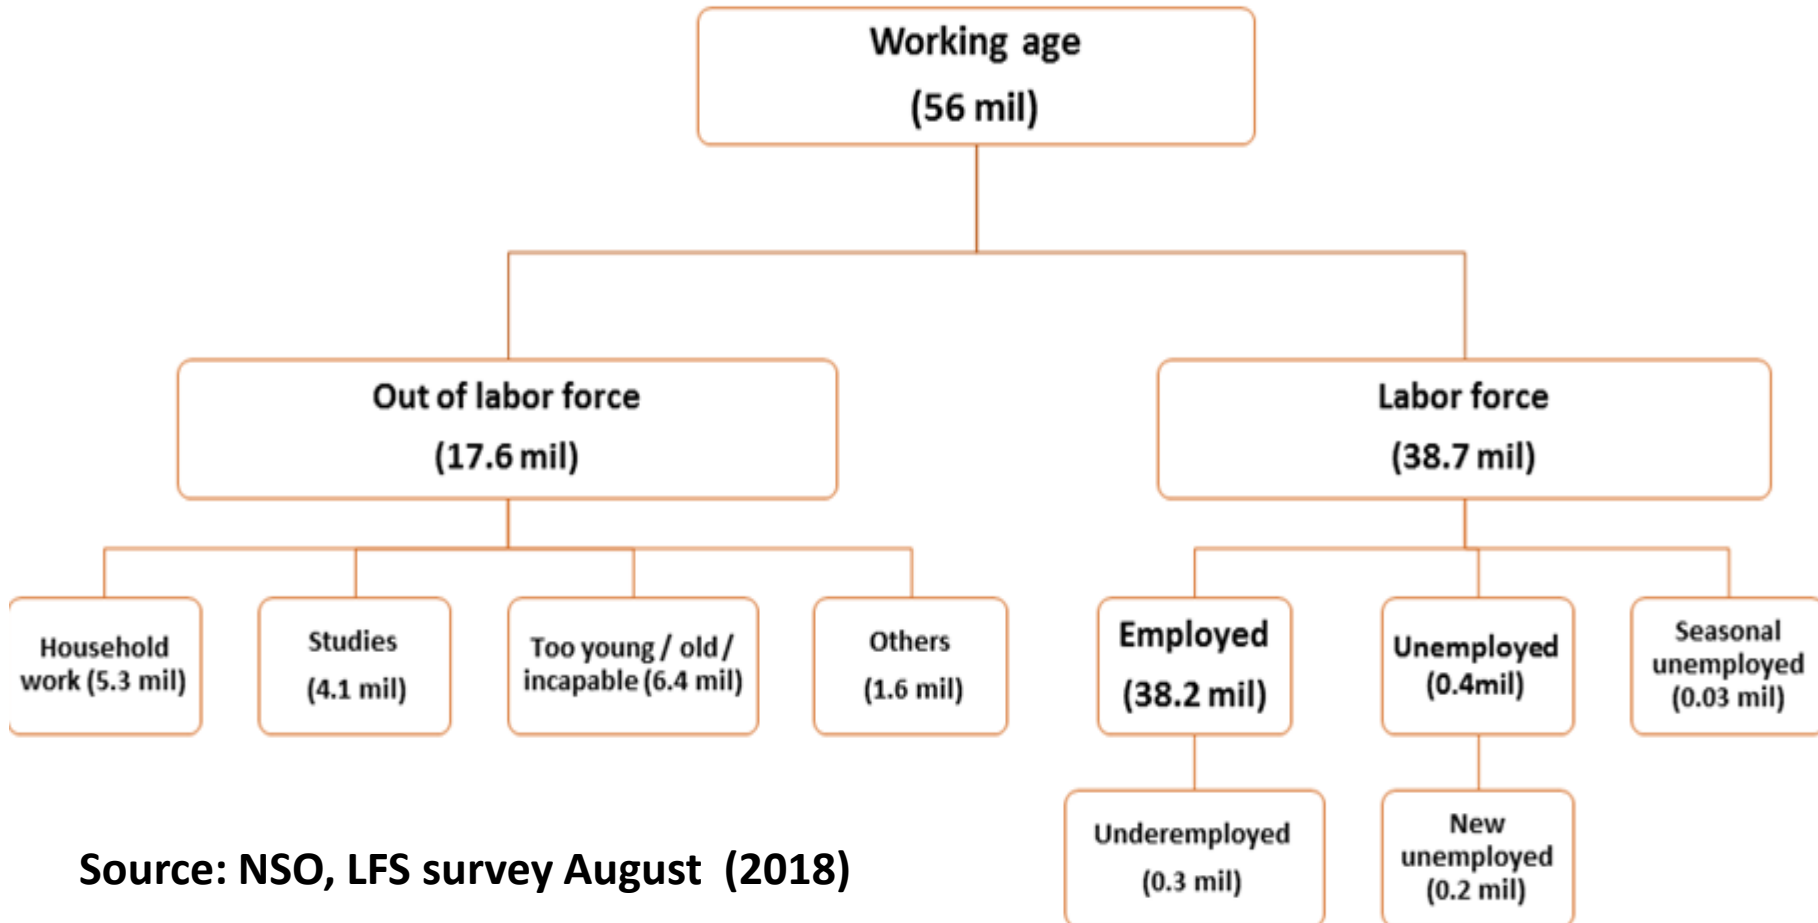 Working age
(56 mil)
Out of labor force
(17.6 mil)
Labor force
(38.7 mil)
Household
work (5.3 mil)
Studies
(4.1 mil)
Too young / old /
incapable (6.4 mil)
Others
(1.6 mil)
Employed
(38.2 mil)
Unemployed
(0.4mil)
Seasonal
unemployed
(0.03 mil)
Underemployed
(0.3 mil)
New
unemployed
(0.2 mil)
Source: NSO, LFS survey August (2018)